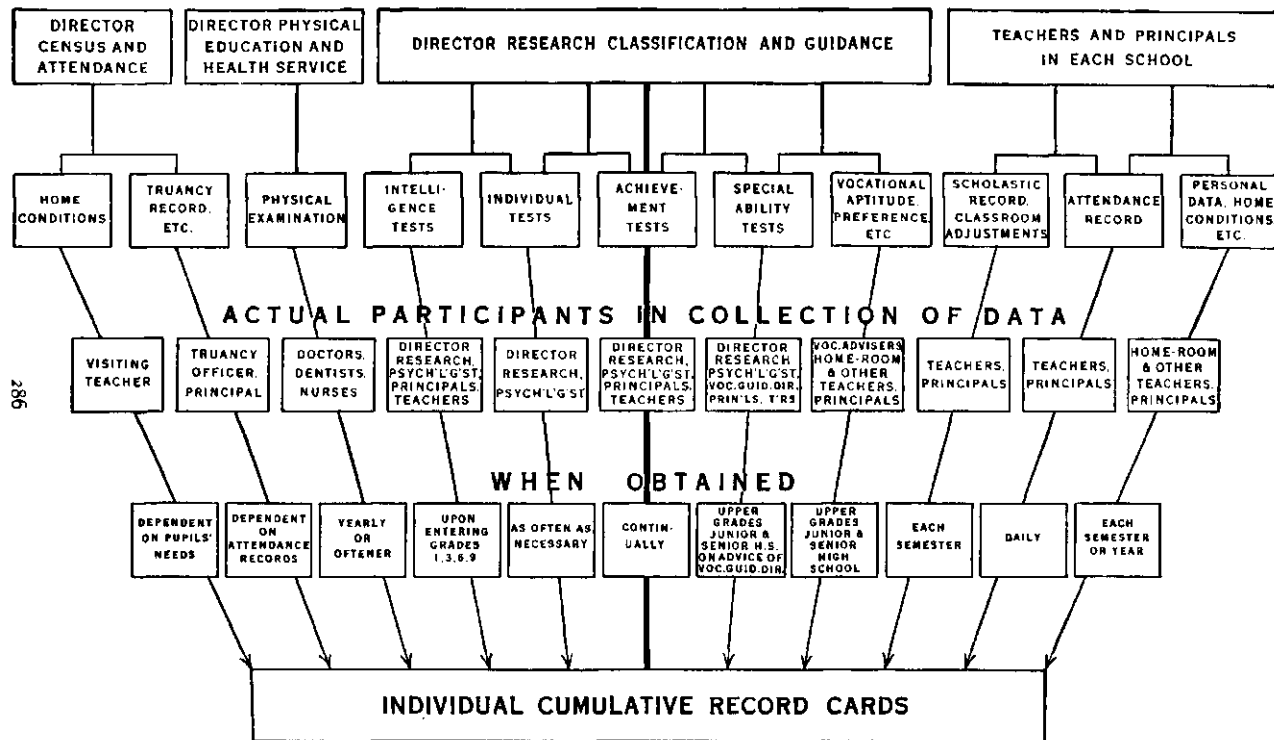 DIRECTOR
CENSUS AND
ATTENDANCE
DIRECTOR PHYSICAL
EDUCATION AND
HEALTH SERVICE
DIRECTOR RESEARCH CLASSIFICATION AND GUIDANCE
TEACHERS AND PRINCIPALS
IN EACH SCHOOL
HOME
CONDITIONS
TRUANCY
RECORD,
ETC.
PHYSICAL
EXAMINATION
INTELLI-
GENCE
TESTS
INDIVIDUAL
TESTS
ACHIEVE-
MENT
TESTS
SPECIAL
ABILITY
TESTS
VOCATIONAL
APTITUDE,
PREFERENCE,
ETC
SCHOLASTIC
RECORD,
CLASSROOM
ADJUSTMENTS
ATTENDANCE
RECORD
PERSONAL
DATA, HOME
CONDITIONS,
ETC.
ACTUAL PARTICIPANTS IN COLLECTION OF DATA
VISITING
TEACHER
TRUANCY
OFFICER,
PRINCIPAL
DOCTORS,
DENTISTS,
NURSES
DIRECTOR
RESEARCH,
PSYCH'L'G'ST,
PRINCIPALS,
TEACHERS
DIRECTOR
RESEARCH,
PSYCH'L'G'ST
DIRECTOR
RESEARCH,
PSYCH'L'G'ST,
PRINCIPALS,
TEACHERS
DIRECTOR
RESEARCH
PSYCH'L'G'ST,
VOC.GUID.DIR,
PRIN'LS, T'RS
VOC.ADVISERS
HOME-ROOM
& OTHER
TEACHERS,
PRINCIPALS
TEACHERS,
PRINCIPALS
TEACHERS,
PRINCIPALS
HOME-ROOM
& OTHER
TEACHERS,
PRINCIPALS
286
WHEN OBTAINED
DEPENDENT
ON PUPILS'
NEEDS
DEPENDENT
ON
ATTENDANCE
RECORDS
YEARLY
OR
OFTENER
UPON
ENTERING
GRADES
1,3,6,9
AS OFTEN AS
NECESSARY
CONTIN-
UALLY
UPPER
GRADES
JUNIOR &
SENIOR H.S.
ON ADVICE OF
VOC.GUID.DIR.
UPPER
GRADES
JUNIOR &
SENIOR
HIGH
SCHOOL
EACH
SEMESTER
DAILY
EACH
SEMESTER
OR YEAR
INDIVIDUAL CUMULATIVE RECORD CARDS